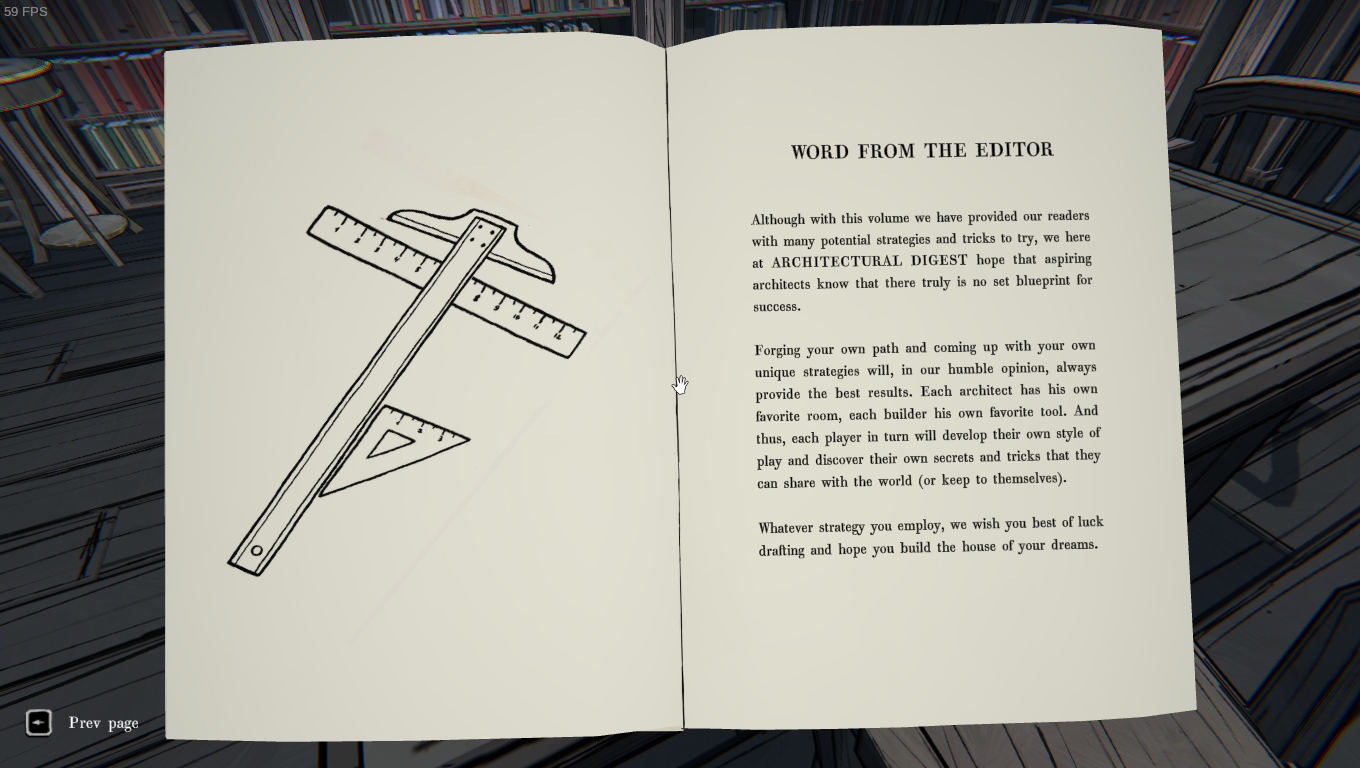 59 FPS
WORD FROM THE EDITOR
Although with this volume we have provided our readers
with many potential strategies and tricks to try, we here
at ARCHITECTURAL DIGEST hope that aspiring
architects know that there truly is no set blueprint for
success.
Forging your own path and coming up with your own
unique strategies will, in our humble opinion, always
provide the best results. Each architect has his own
favorite room, each builder his own favorite tool. And
thus, each player in turn will develop their own style of
play and discover their own secrets and tricks that they
can share with the world (or keep to themselves).
Whatever strategy you employ, we wish you best of luck
drafting and hope you build the house of your dreams.
Prev page